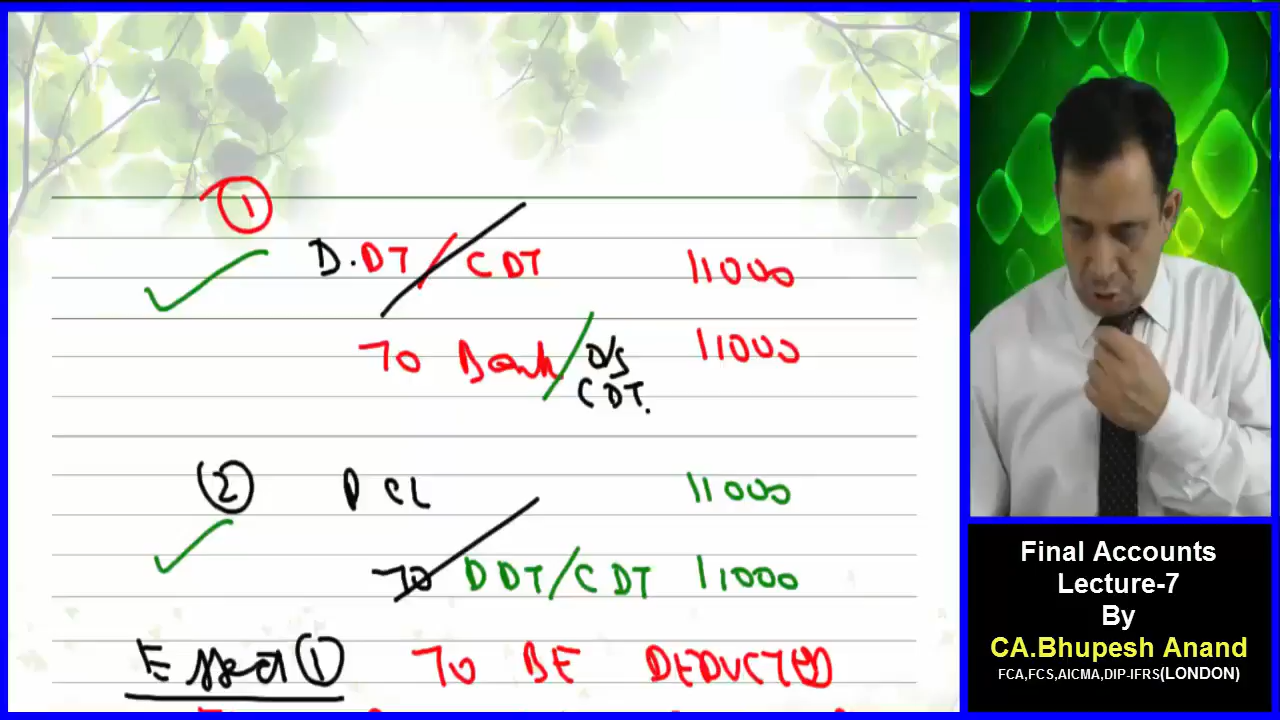 ①
D.DT/CDT 11000
TO Bank/O/S 11000
CDT.
② PCL 11000
TO DDT/CDT 11000
Effect ① TO BE DEDUCTED
Final Accounts
Lecture-7
By
CA.Bhupesh Anand
FCA,FCS,AICMA,DIP-IFRS(LONDON)